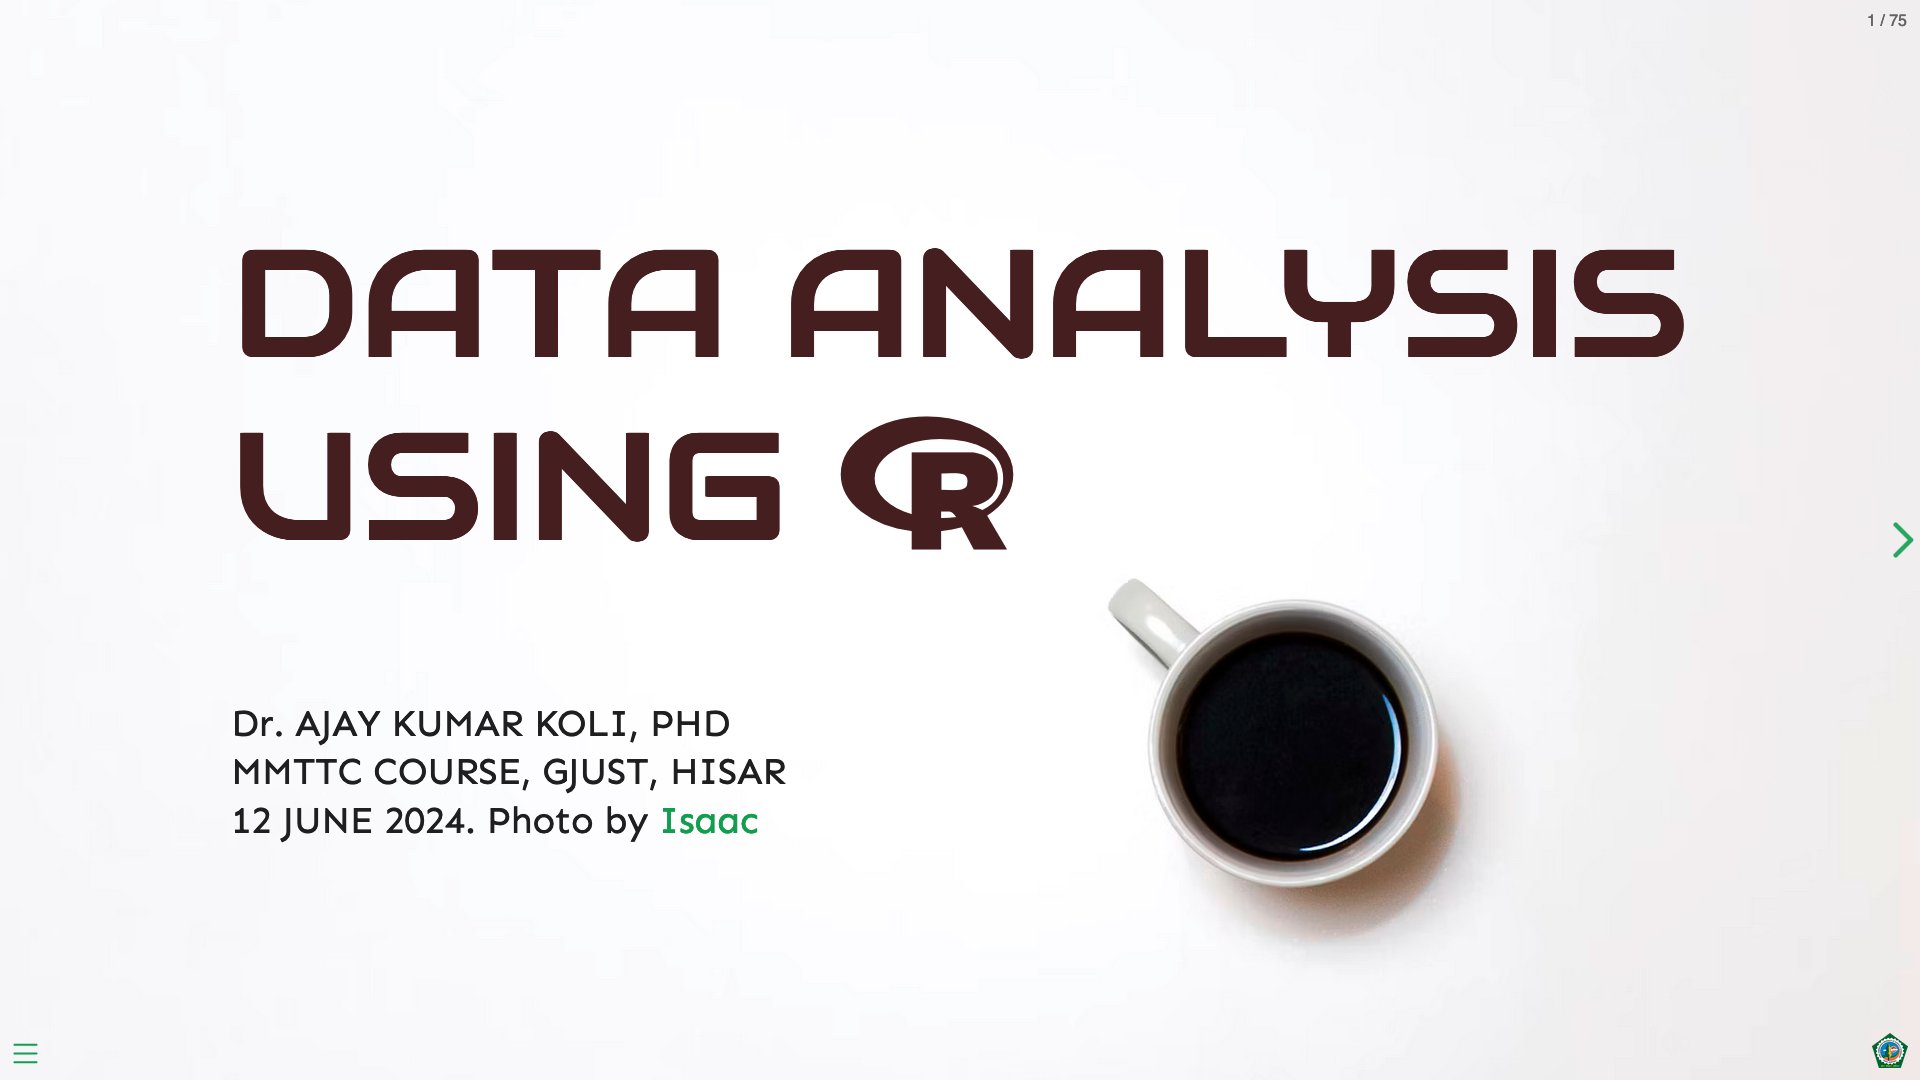 1 / 75
DATA ANALYSIS
USING R
Dr. AJAY KUMAR KOLI, PHD
MMTTC COURSE, GJUST, HISAR
12 JUNE 2024. Photo by Isaac